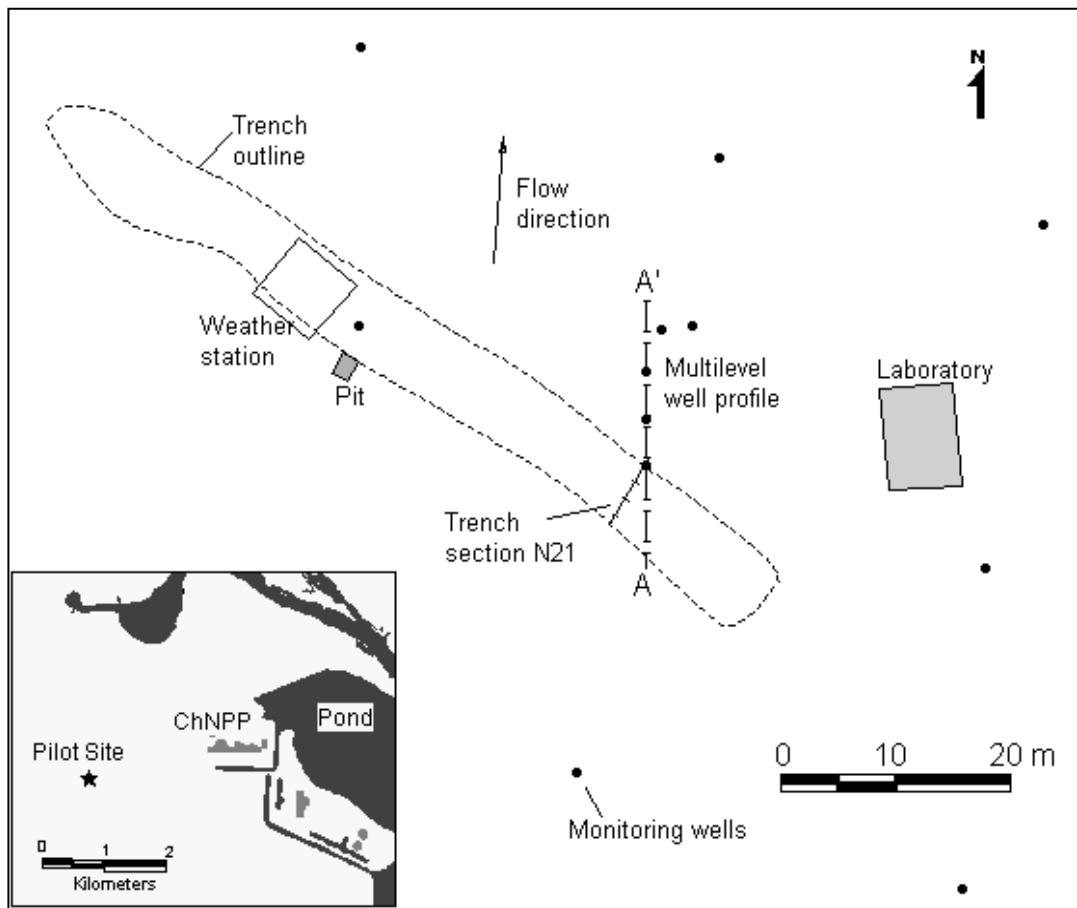 N
Trench
outline
Flow
direction
A'
Weather
station
Pit
Multilevel
well profile
Laboratory
Trench
section N21
A
ChNPP
Pond
Pilot Site
0 1 2
Kilometers
0 10 20 m
Monitoring wells